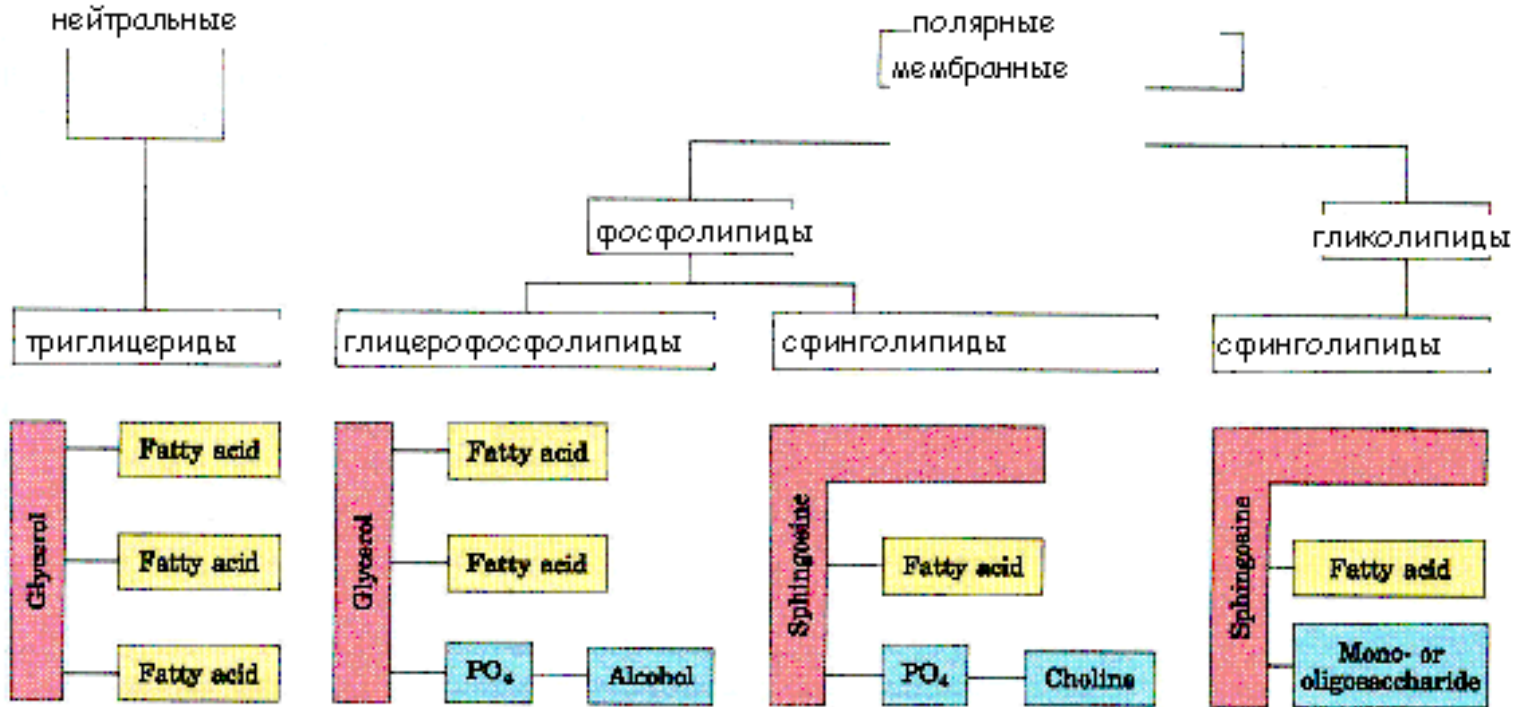 нейтральные
полярные
мембранные
фосфолипиды
гликолипиды
триглицериды
глицерофосфолипиды
сфинголипиды
сфинголипиды
Glycerol
Fatty acid
Fatty acid
Fatty acid
Glycerol
Fatty acid
Fatty acid
PO₄
Alcohol
Sphingosine
Fatty acid
PO₄
Choline
Sphingosine
Fatty acid
Mono- or
oligosaccharide